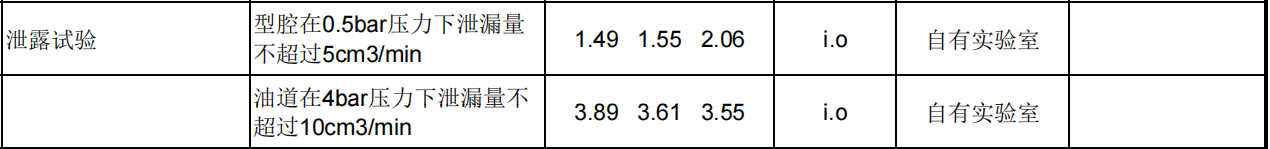 泄露试验
型腔在0.5bar压力下泄漏量
不超过5cm3/min
1.49 1.55 2.06
i.o
自有实验室
油道在4bar压力下泄漏量不
超过10cm3/min
3.89 3.61 3.55
i.o
自有实验室